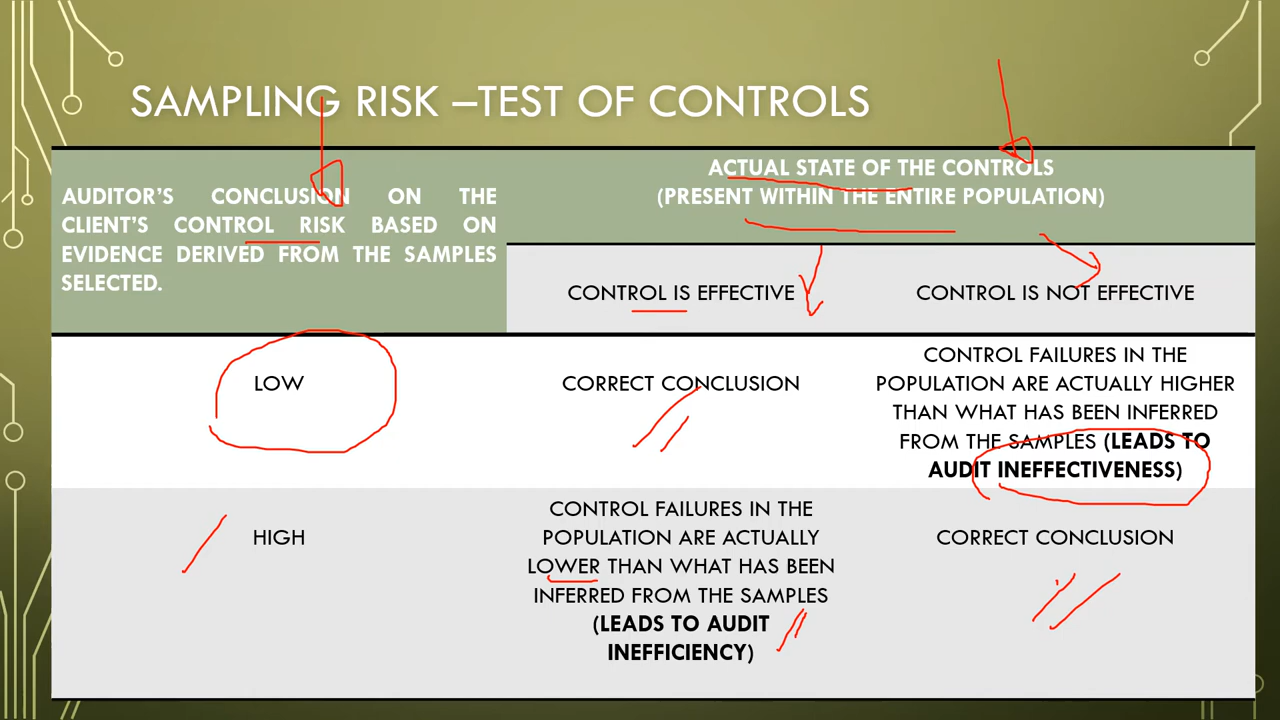 SAMPLING RISK –TEST OF CONTROLS
AUDITOR'S CONCLUSION ON THE
CLIENT'S CONTROL RISK BASED ON
EVIDENCE DERIVED FROM THE SAMPLES
SELECTED.
ACTUAL STATE OF THE CONTROLS
(PRESENT WITHIN THE ENTIRE POPULATION)
CONTROL IS EFFECTIVE
CONTROL IS NOT EFFECTIVE
LOW
CORRECT CONCLUSION
CONTROL FAILURES IN THE
POPULATION ARE ACTUALLY HIGHER
THAN WHAT HAS BEEN INFERRED
FROM THE SAMPLES (LEADS TO
AUDIT INEFFECTIVENESS)
HIGH
CONTROL FAILURES IN THE
POPULATION ARE ACTUALLY
LOWER THAN WHAT HAS BEEN
INFERRED FROM THE SAMPLES
(LEADS TO AUDIT
INEFFICIENCY)
CORRECT CONCLUSION